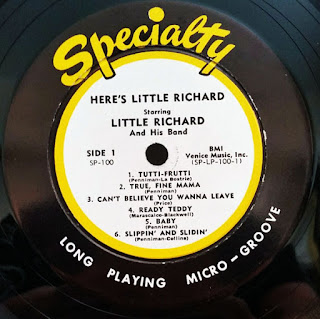 Specialty
HERE'S LITTLE RICHARD
Starring
LITTLE RICHARD
And His Band
SIDE 1
SP-100
BMI
Venice Music, Inc.
(SP-LP-100-11)
1. TUTTI-FRUTTI
(Penniman-La Bostrie)
2. TRUE, FINE MAMA
(Penniman)
3. CAN'T BELIEVE YOU WANNA LEAVE
(Price)
4. READY TEDDY
(Marascalco-Blackwell)
5. BABY
(Penniman)
6. SLIPPIN' AND SLIDIN'
(Penniman-Collins)
LONG PLAYING MICRO-GROOVE